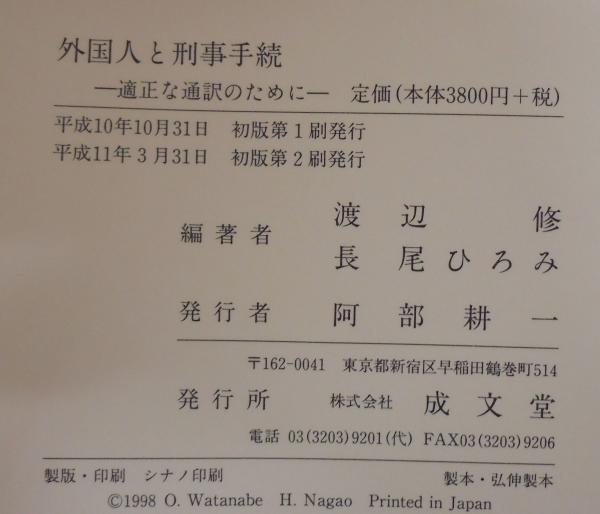 外国人と刑事手続
―適正な通訳のために― 定価(本体3800円+税)
平成10年10月31日 初版第1刷発行
平成11年3月31日 初版第2刷発行
編著者 渡辺修
長尾ひろみ
発行者 阿部耕一
〒162-0041 東京都新宿区早稲田鶴巻町514
発行所 株式会社 成文堂
電話 03(3203)9201(代) FAX03(3203)9206
製版・印刷 シナノ印刷 製本・弘伸製本
©1998 O. Watanabe H. Nagao Printed in Japan